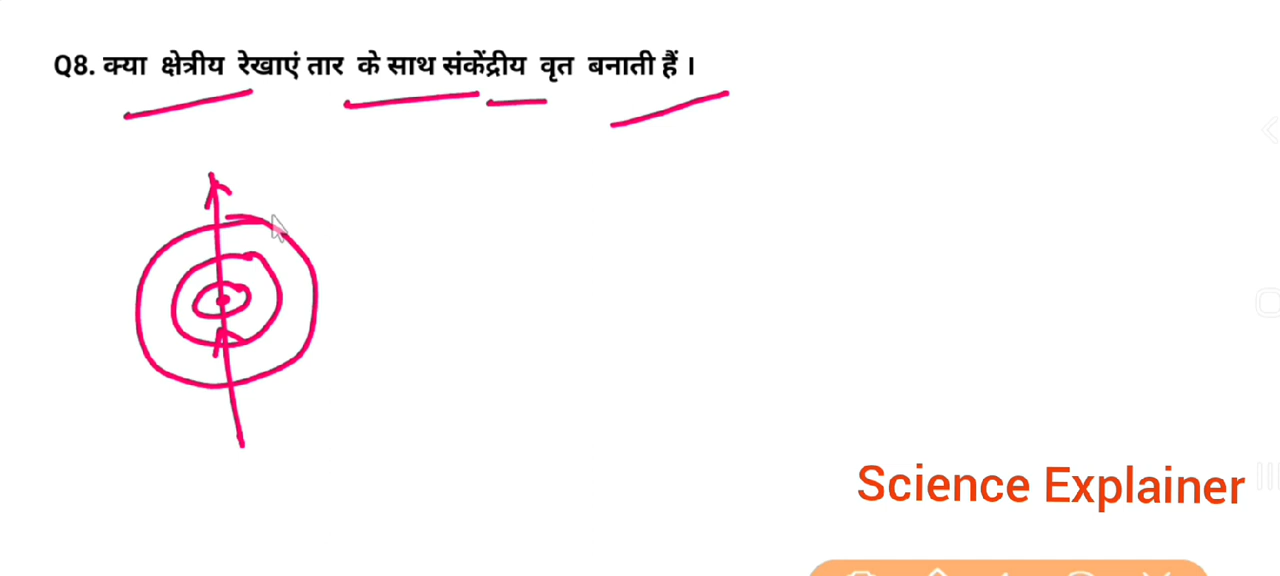 Q8. क्या क्षेत्रीय रेखाएं तार के साथ संकेंद्रीय वृत बनाती हैं ।
Science Explainer